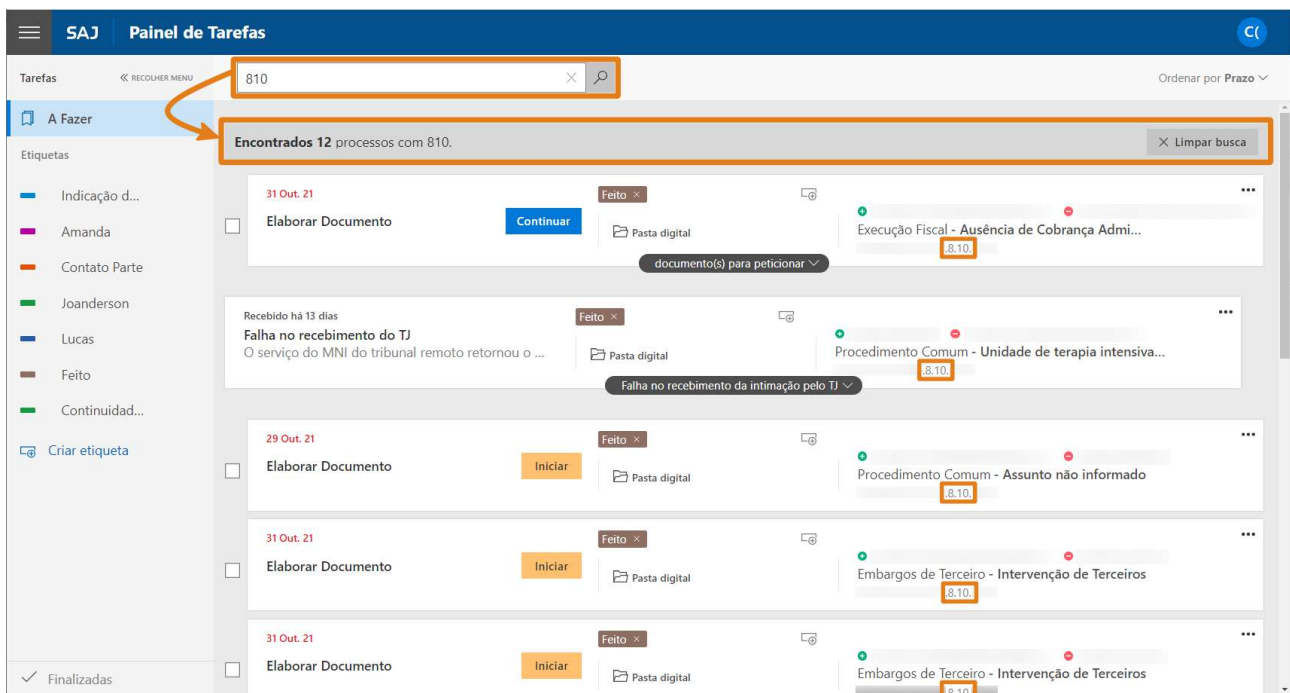 SAJ Painel de Tarefas C(
Tarefas RECOLHER MENU 810 Ordenar por Prazo
A Fazer
Etiquetas
Indicação d...
Amanda
Contato Parte
Joanderson
Lucas
Feito
Continuidad...
Criar etiqueta
Finalizadas
Encontrados 12 processos com 810. Limpar busca
31 Out. 21 Feito
Elaborar Documento Continuar Pasta digital
Execução Fiscal - Ausência de Cobrança Admi...
.8.10.
documento(s) para peticionar
Recebido há 13 dias Feito
Falha no recebimento do TJ
O serviço do MNI do tribunal remoto retornou o ... Pasta digital
Procedimento Comum - Unidade de terapia intensiva...
.8.10.
Falha no recebimento da intimação pelo TJ
29 Out. 21 Feito
Elaborar Documento Iniciar Pasta digital
Procedimento Comum - Assunto não informado
.8.10.
31 Out. 21 Feito
Elaborar Documento Iniciar Pasta digital
Embargos de Terceiro - Intervenção de Terceiros
.8.10.
31 Out. 21 Feito
Elaborar Documento Iniciar Pasta digital
Embargos de Terceiro - Intervenção de Terceiros
.8.10.